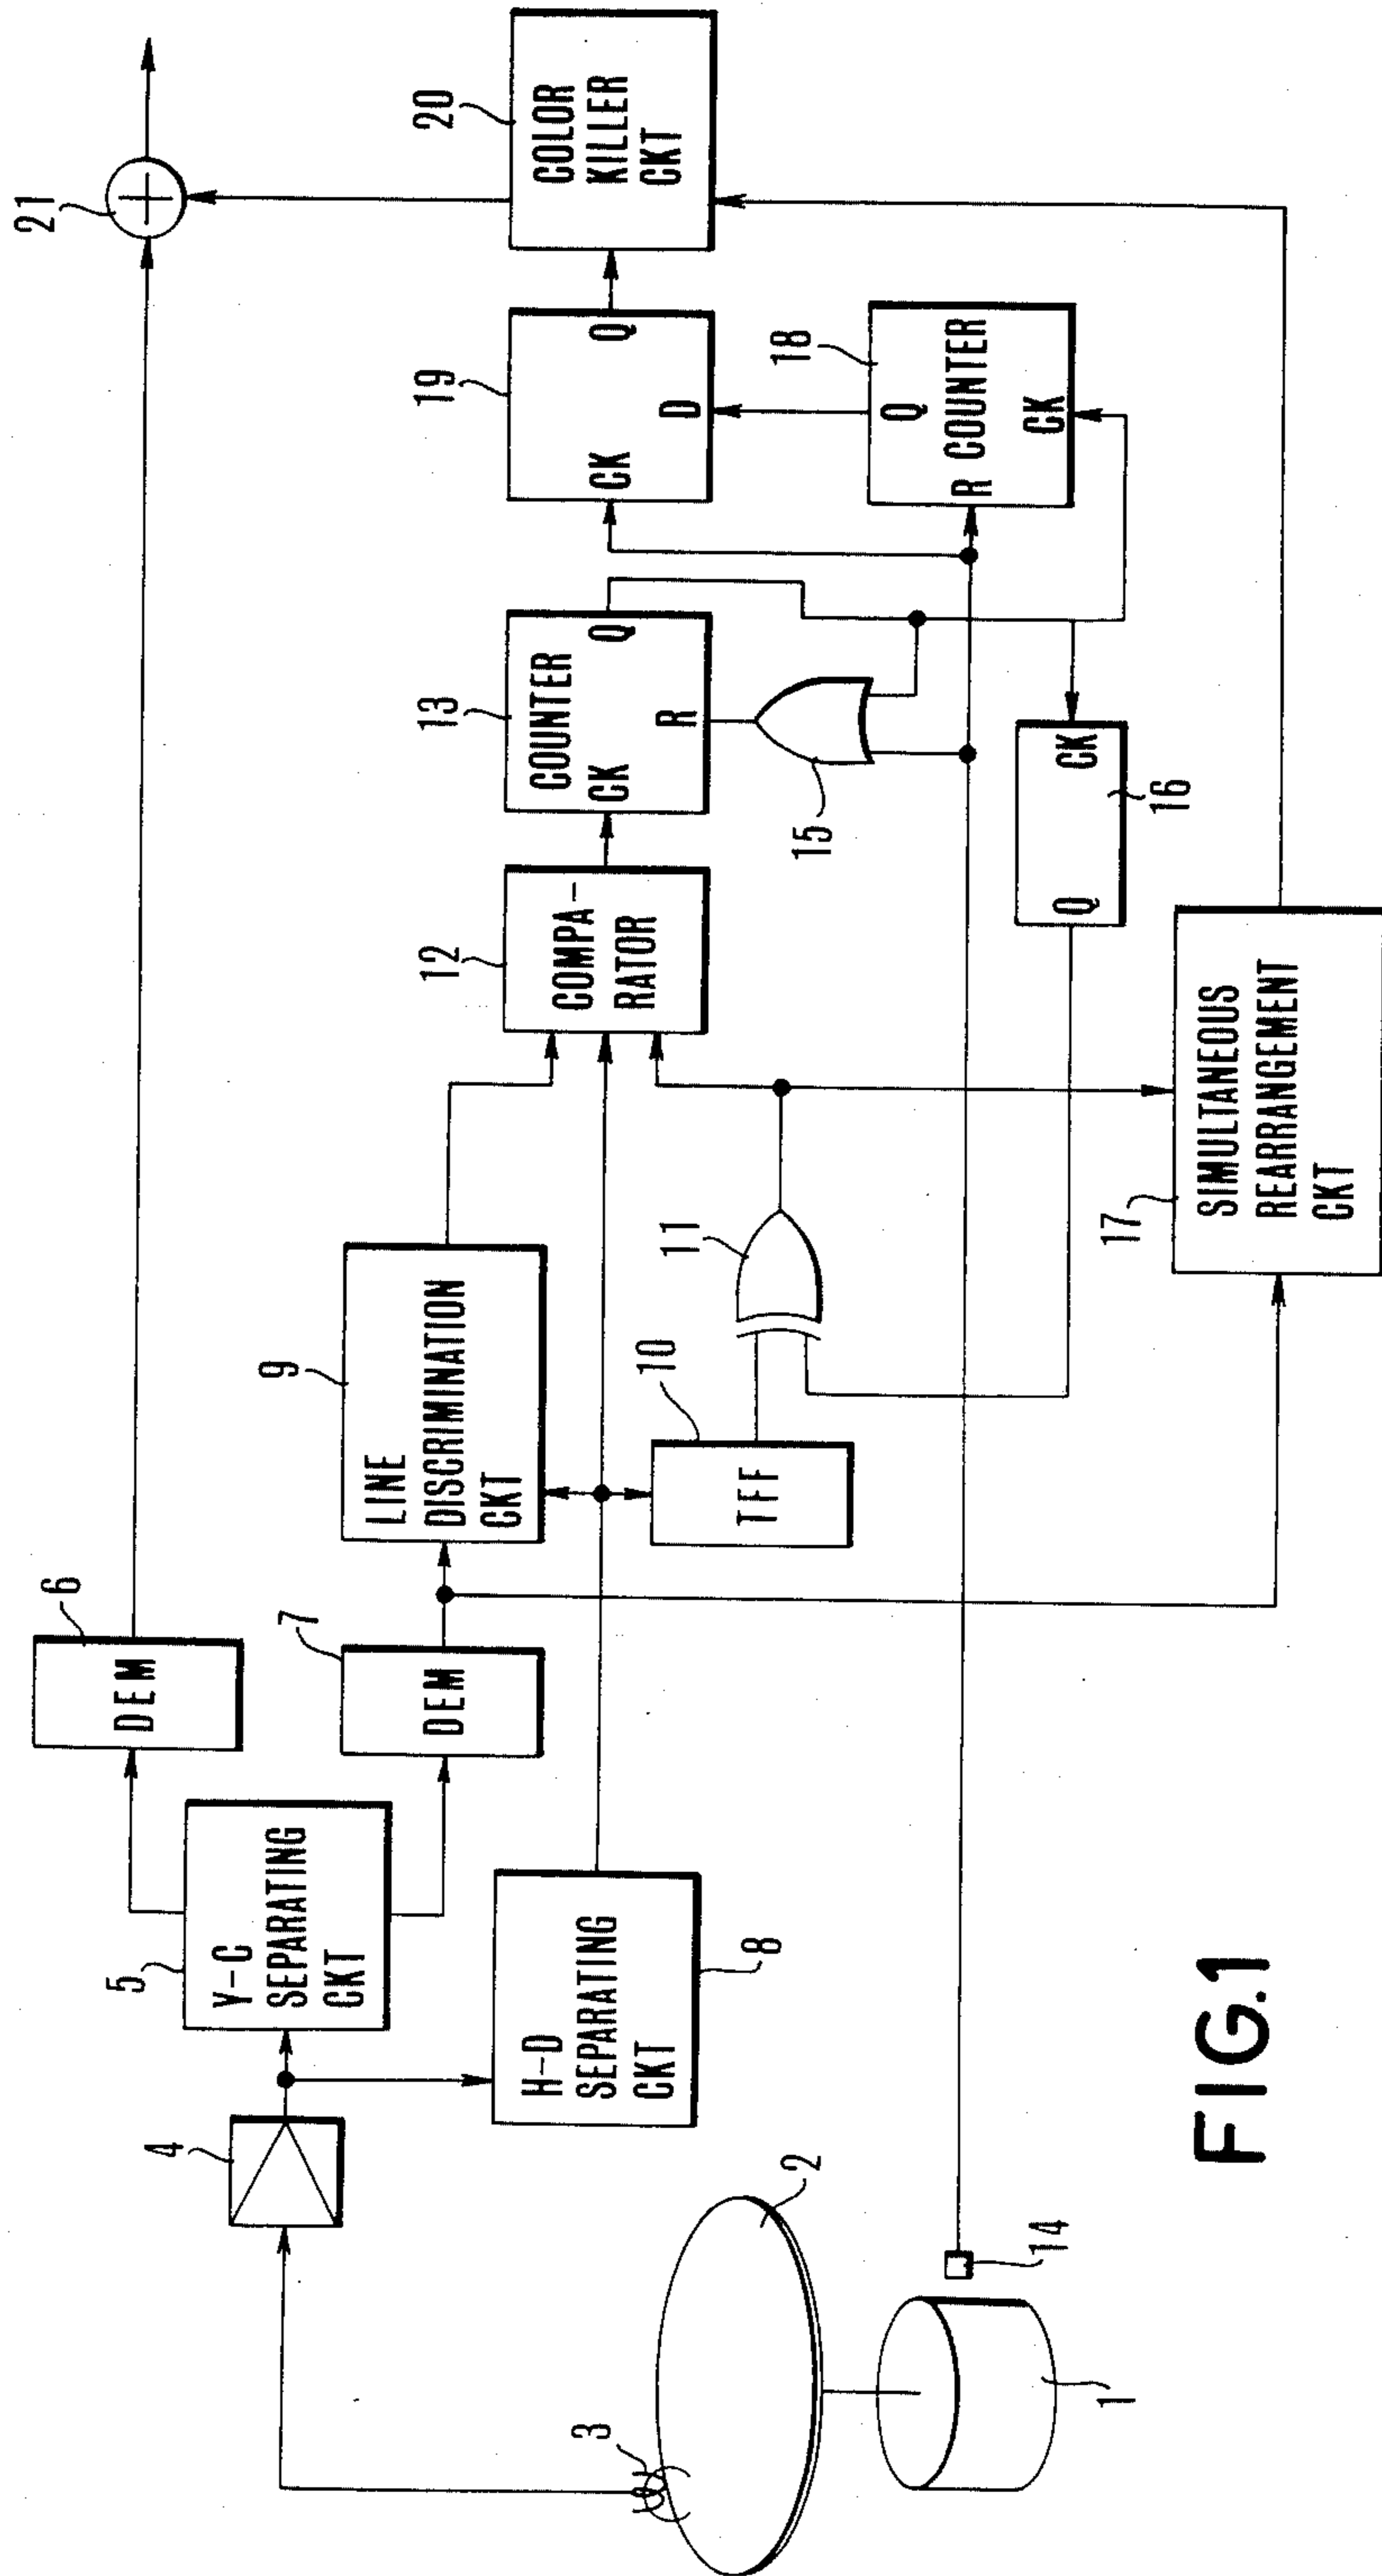 1
2
3
4
5
Y-C
SEPARATING
CKT
6
DEM
7
DEM
8
H-D
SEPARATING
CKT
9
LINE
DISCRIMINATION
CKT
10
TFF
11
12
COMPA-
RATOR
13
COUNTER
CK
Q
R
14
15
16
Q
CK
17
SIMULTANEOUS
REARRANGEMENT
CKT
18
Q
R COUNTER
CK
19
CK
Q
D
20
COLOR
KILLER
CKT
21
FIG.1